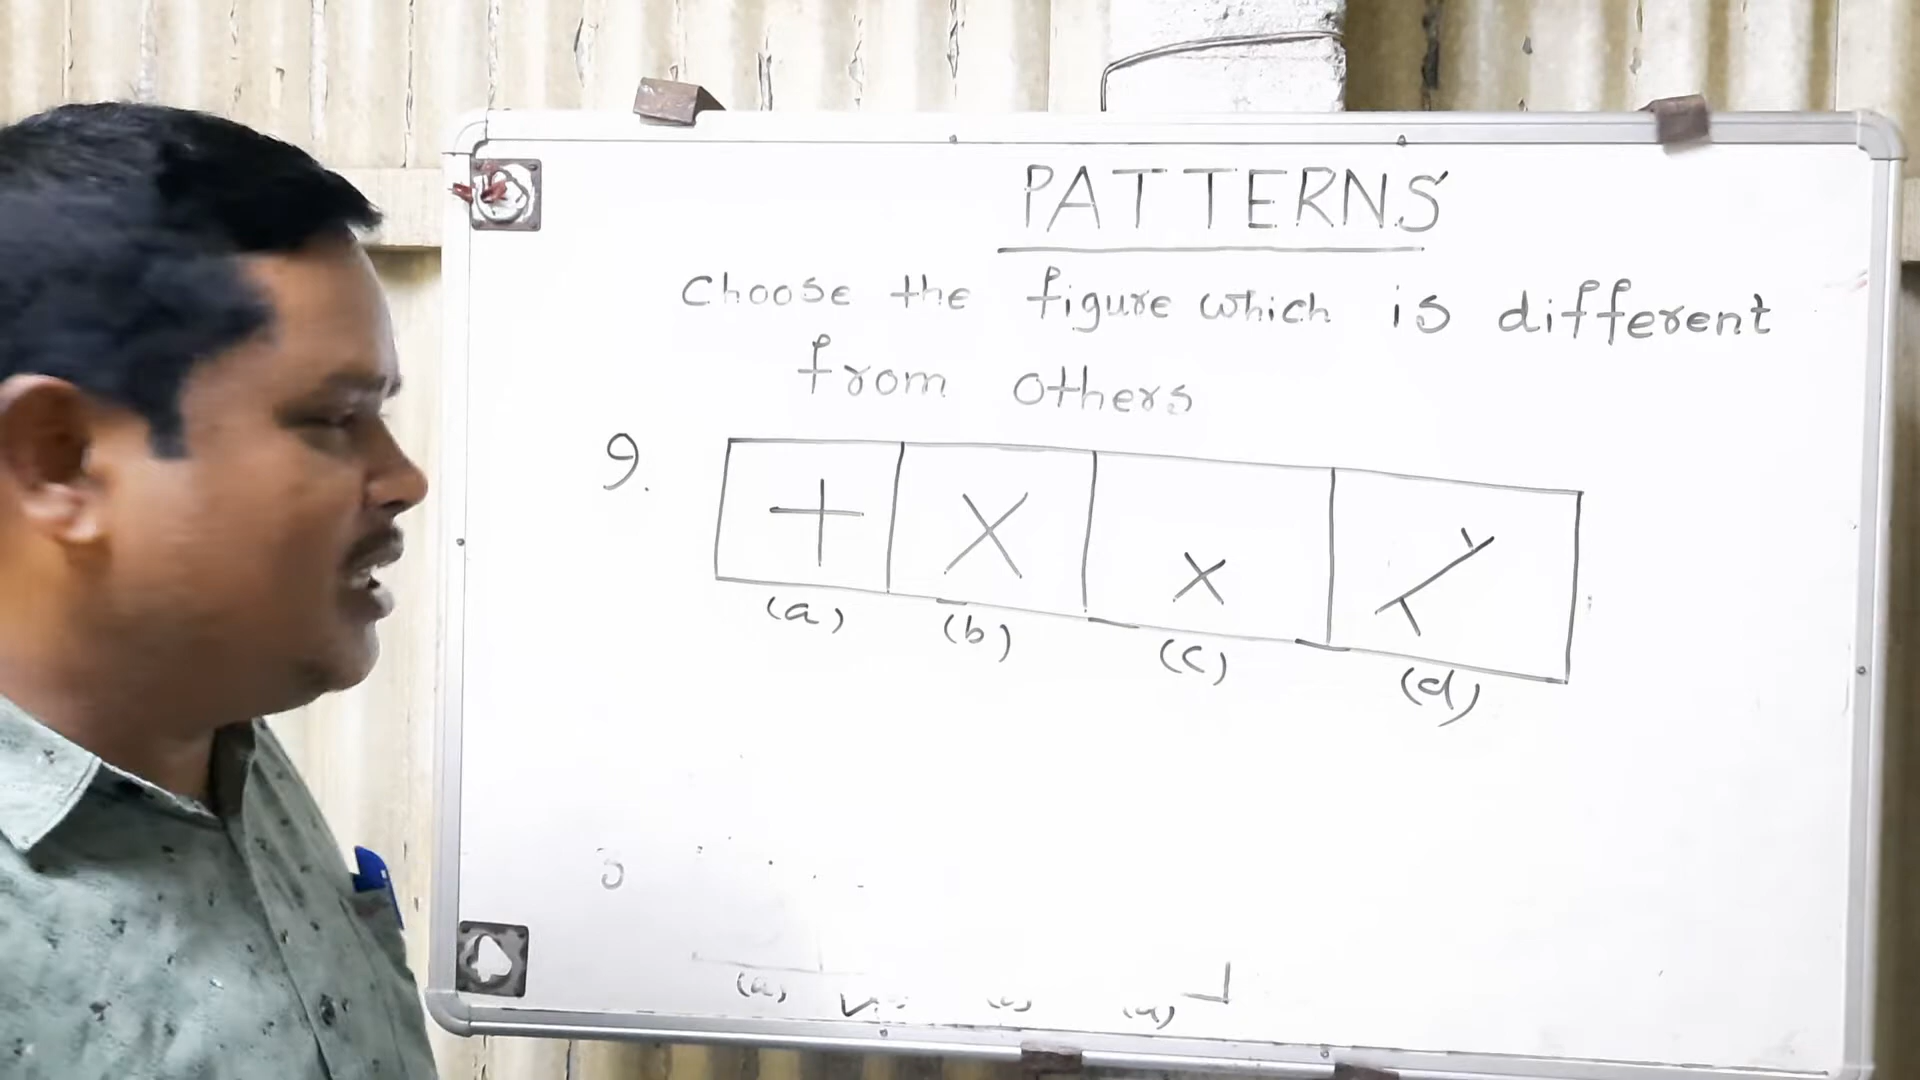 PATTERNS
Choose the figure which is different
from others
9.
(a) (b) (c) (d)
(a)